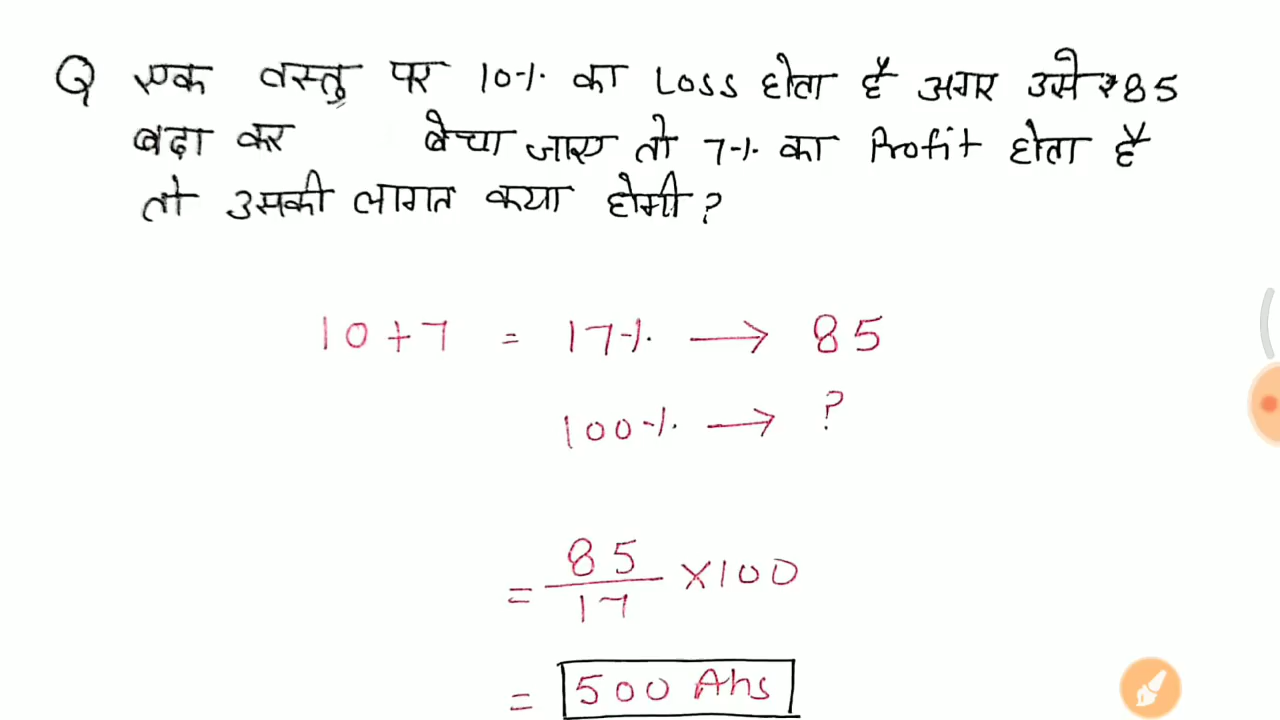 Q एक वस्तु पर 10% का Loss होता है अगर उसे ₹85
बढा कर बेचा जाए तो 7% का Profit होता है
तो उसकी लागत क्या होगी?
10+7 = 17% → 85
100% → ?
= 85/17 ×100
= 500 Ans